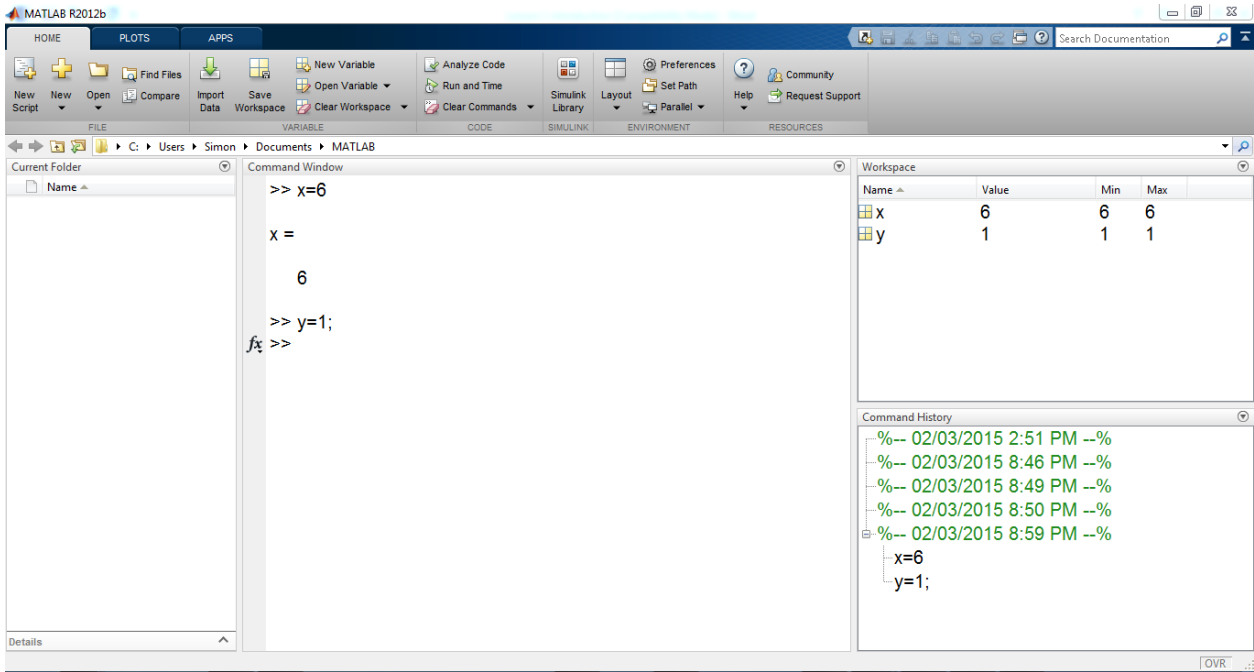 MATLAB R2012b
HOME PLOTS APPS Search Documentation
New Script New Open Find Files Compare Import Data Save Workspace New Variable Open Variable Clear Workspace Analyze Code Run and Time Clear Commands Simulink Library Layout Preferences Set Path Parallel Help Community Request Support
FILE VARIABLE CODE SIMULINK ENVIRONMENT RESOURCES
C: Users Simon Documents MATLAB
Current Folder
Name
Details
Command Window
>> x=6
x =
6
>> y=1;
fx >>
Workspace
Name Value Min Max
x 6 6 6
y 1 1 1
Command History
%-- 02/03/2015 2:51 PM --%
%-- 02/03/2015 8:46 PM --%
%-- 02/03/2015 8:49 PM --%
%-- 02/03/2015 8:50 PM --%
%-- 02/03/2015 8:59 PM --%
x=6
y=1;
OVR